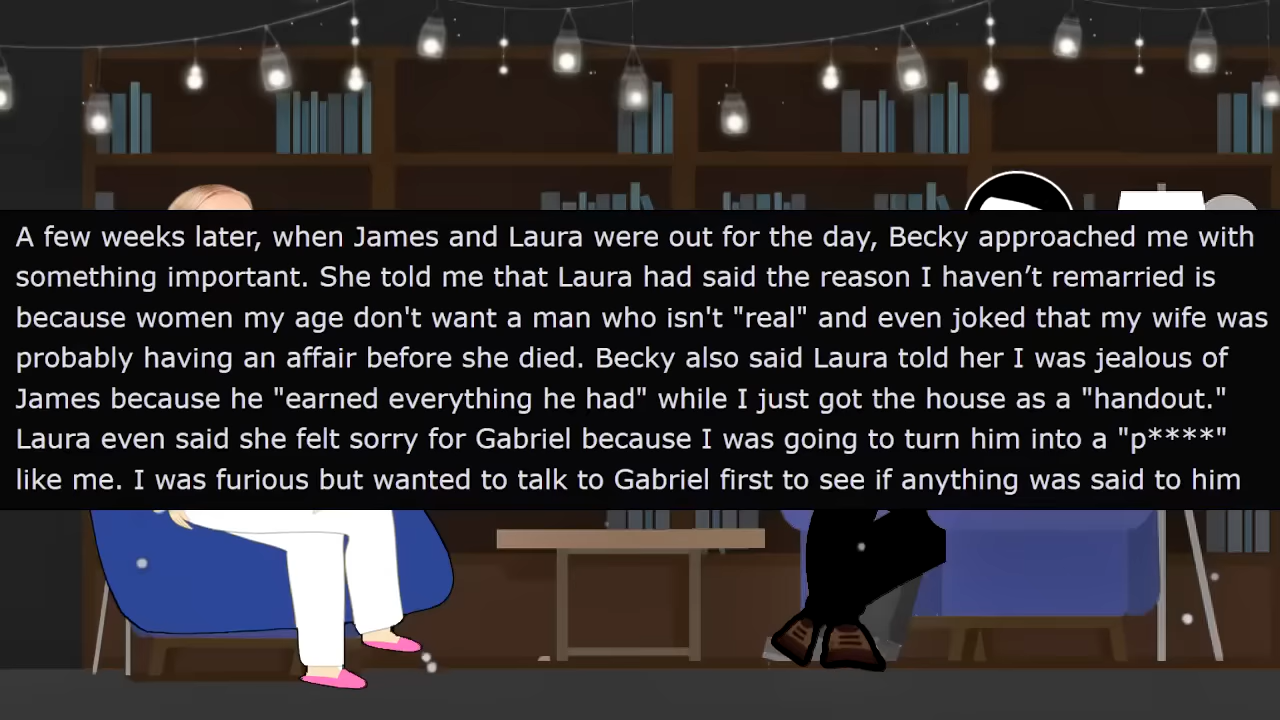 A few weeks later, when James and Laura were out for the day, Becky approached me with
something important. She told me that Laura had said the reason I haven’t remarried is
because women my age don't want a man who isn't "real" and even joked that my wife was
probably having an affair before she died. Becky also said Laura told her I was jealous of
James because he "earned everything he had" while I just got the house as a "handout."
Laura even said she felt sorry for Gabriel because I was going to turn him into a "p****"
like me. I was furious but wanted to talk to Gabriel first to see if anything was said to him